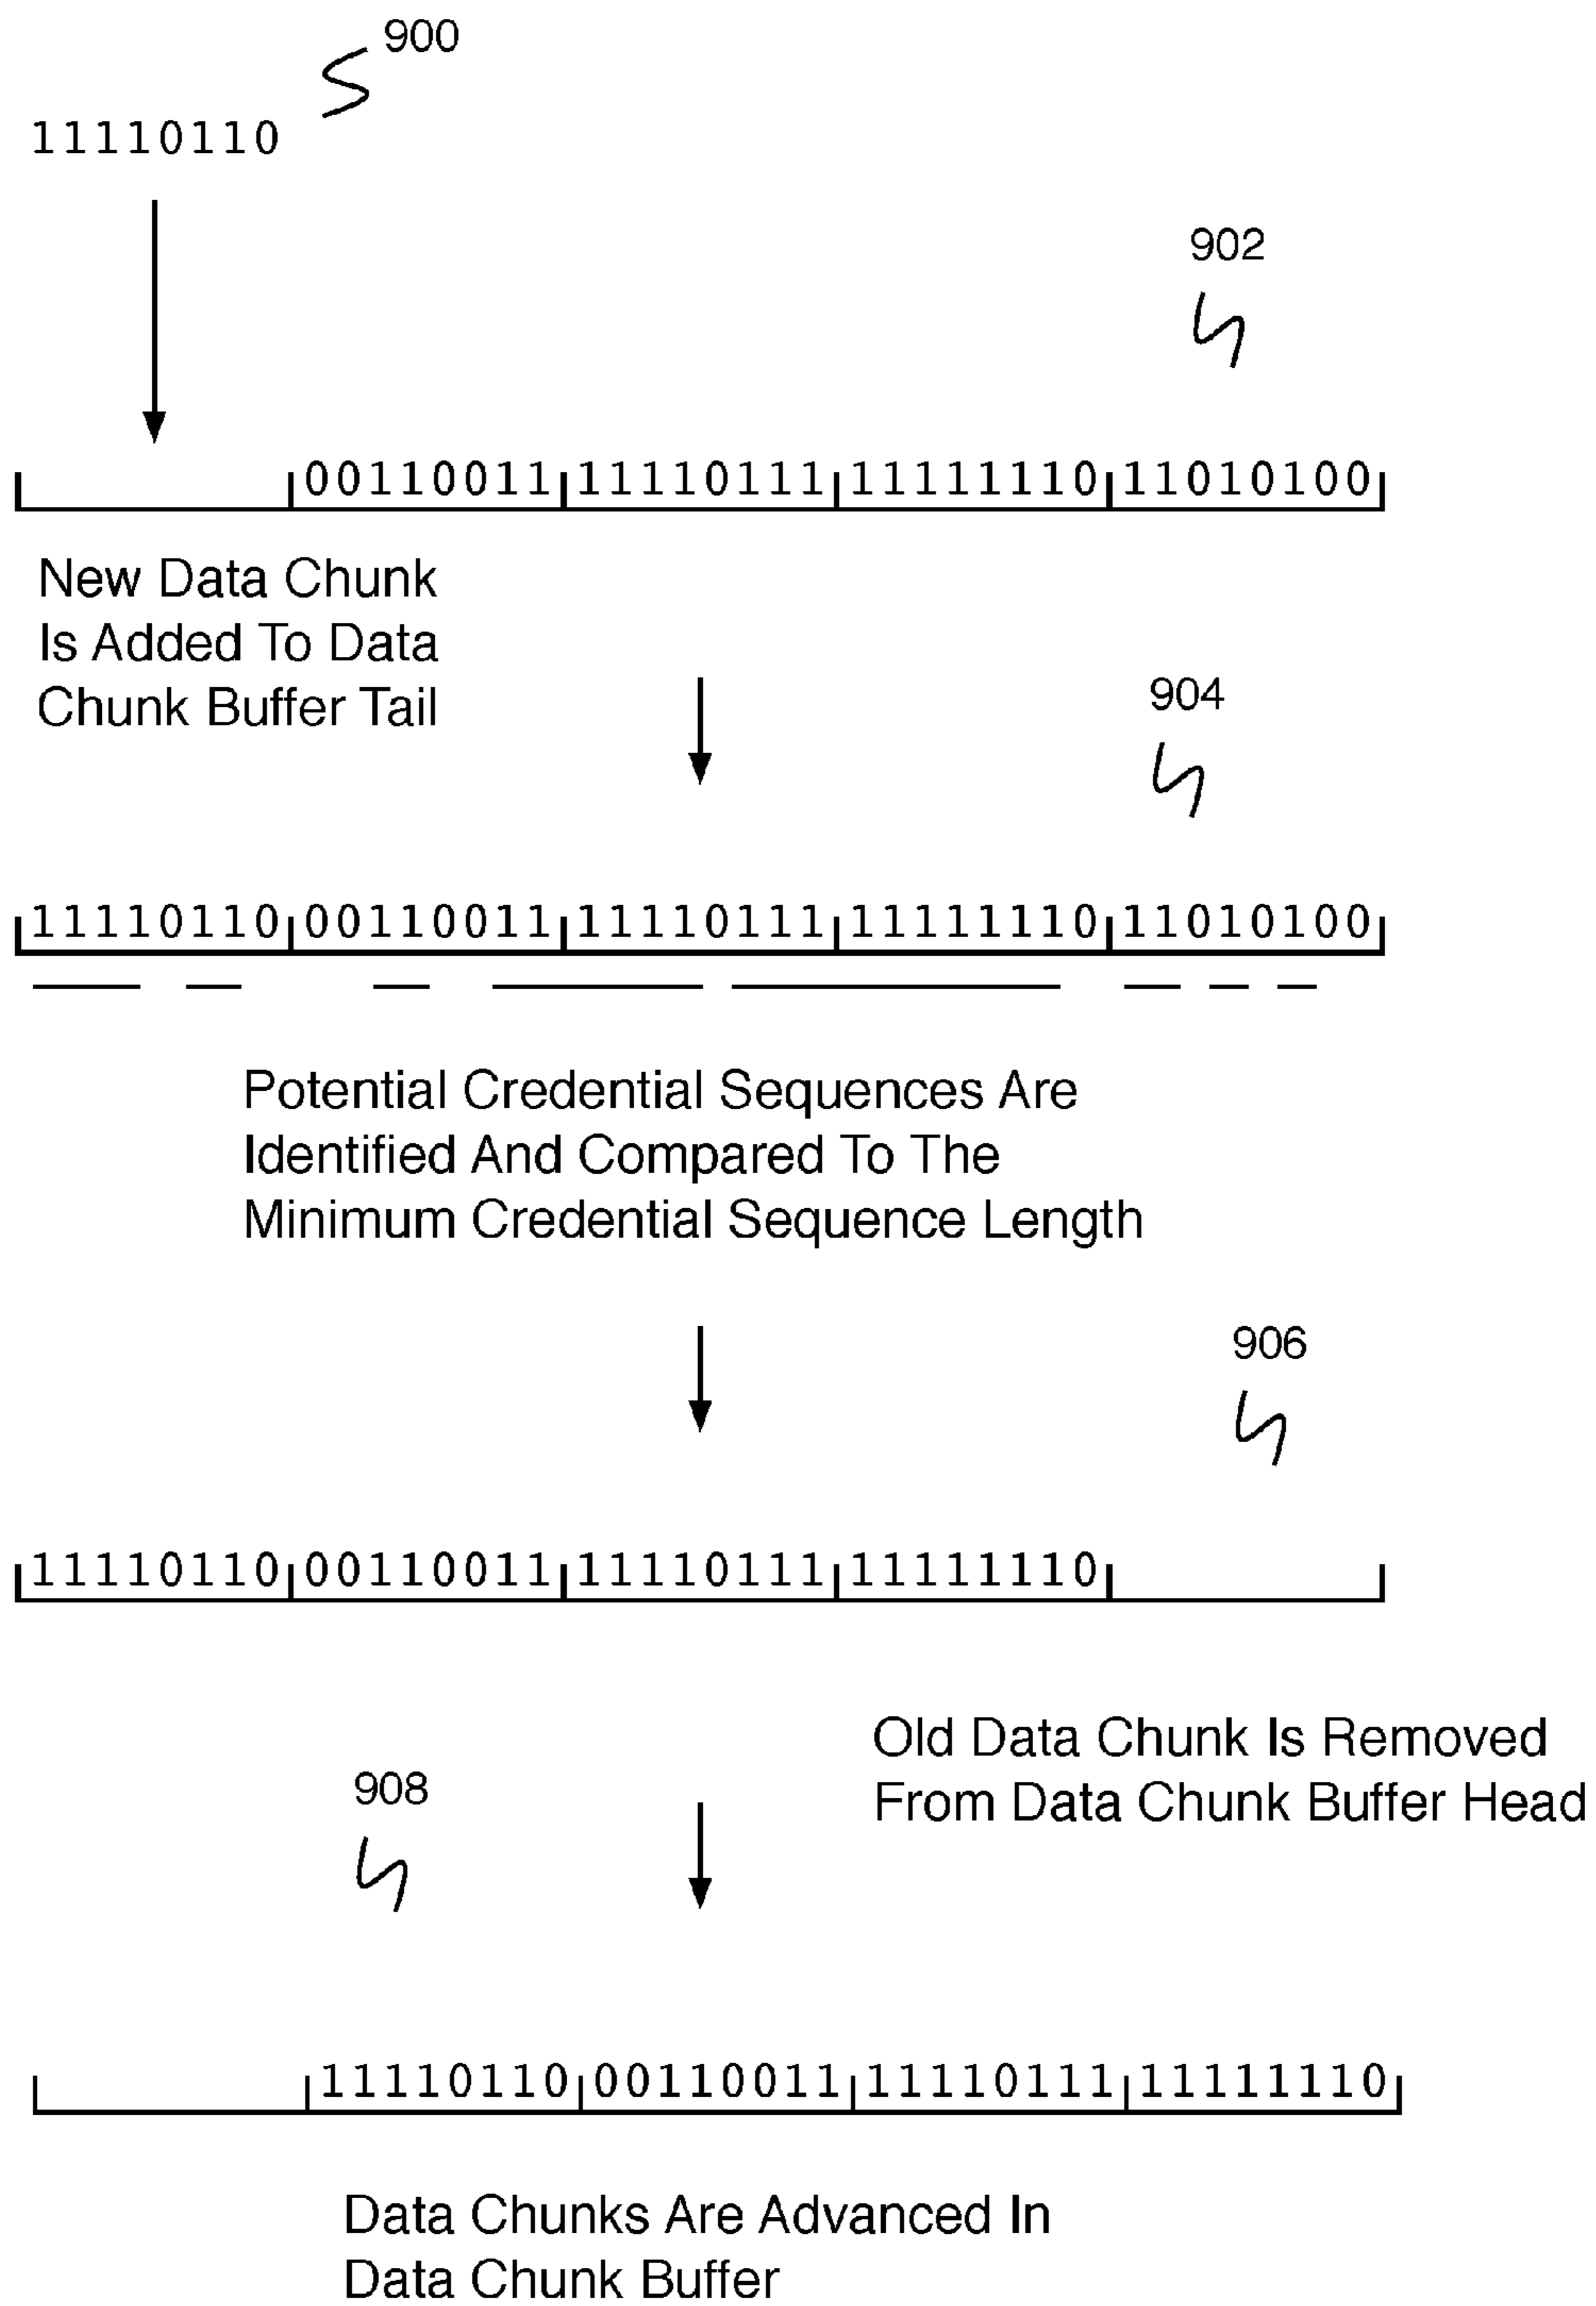 900
11110110
902
00110011 11110111 11111110 11010100
New Data Chunk
Is Added To Data
Chunk Buffer Tail
904
11110110 00110011 11110111 11111110 11010100
Potential Credential Sequences Are
Identified And Compared To The
Minimum Credential Sequence Length
906
11110110 00110011 11110111 11111110
Old Data Chunk Is Removed
From Data Chunk Buffer Head
908
11110110 00110011 11110111 11111110
Data Chunks Are Advanced In
Data Chunk Buffer